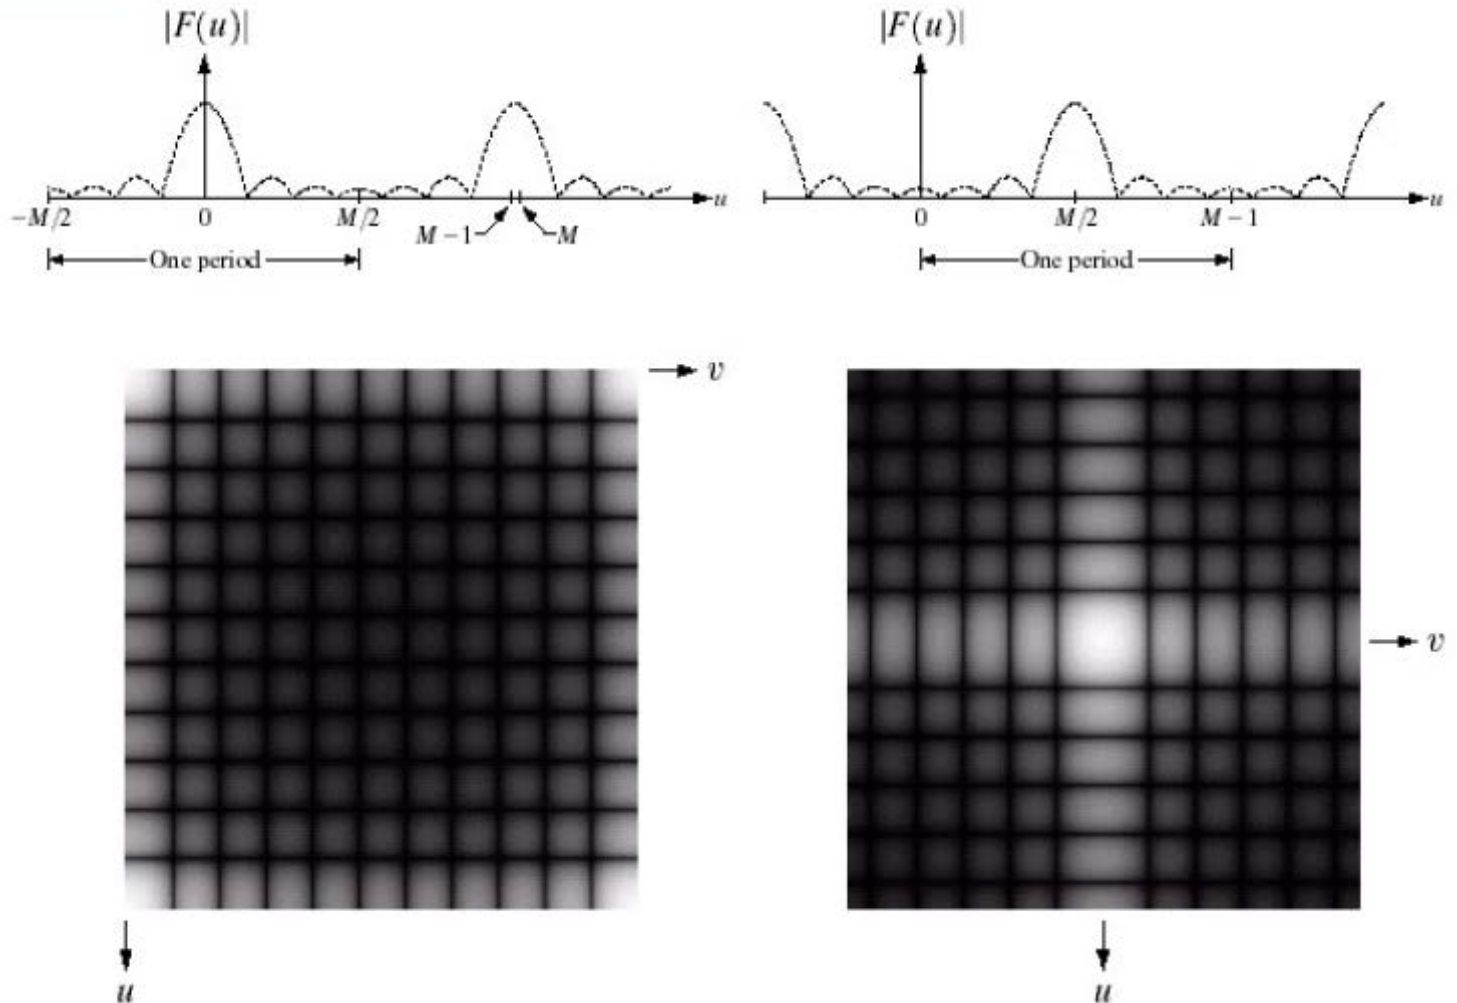 |F(u)| |F(u)|
−M/2 0 M/2 M − 1 M u 0 M/2 M − 1 u
One period One period
v
v
u u